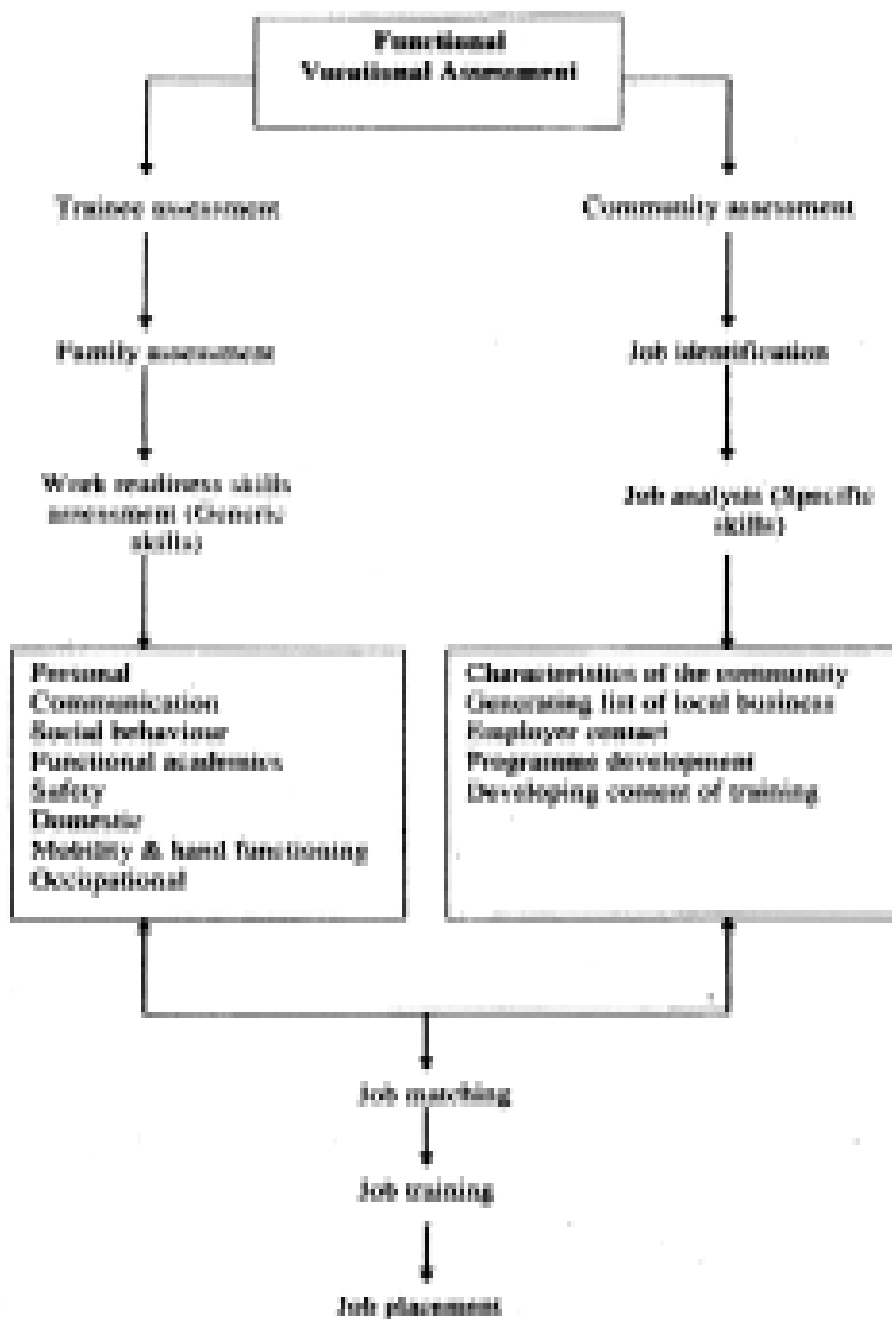 Functional
Vocational Assessment
Trainee assessment
Community assessment
Family assessment
Job identification
Work readiness skills
assessment (Generic
skills)
Job analysis (Specific
skills)
Personal
Communication
Social behaviour
Functional academics
Safety
Domestic
Mobility & hand functioning
Occupational
Characteristics of the community
Generating list of local business
Employer contact
Programme development
Developing content of training
Job matching
Job training
Job placement